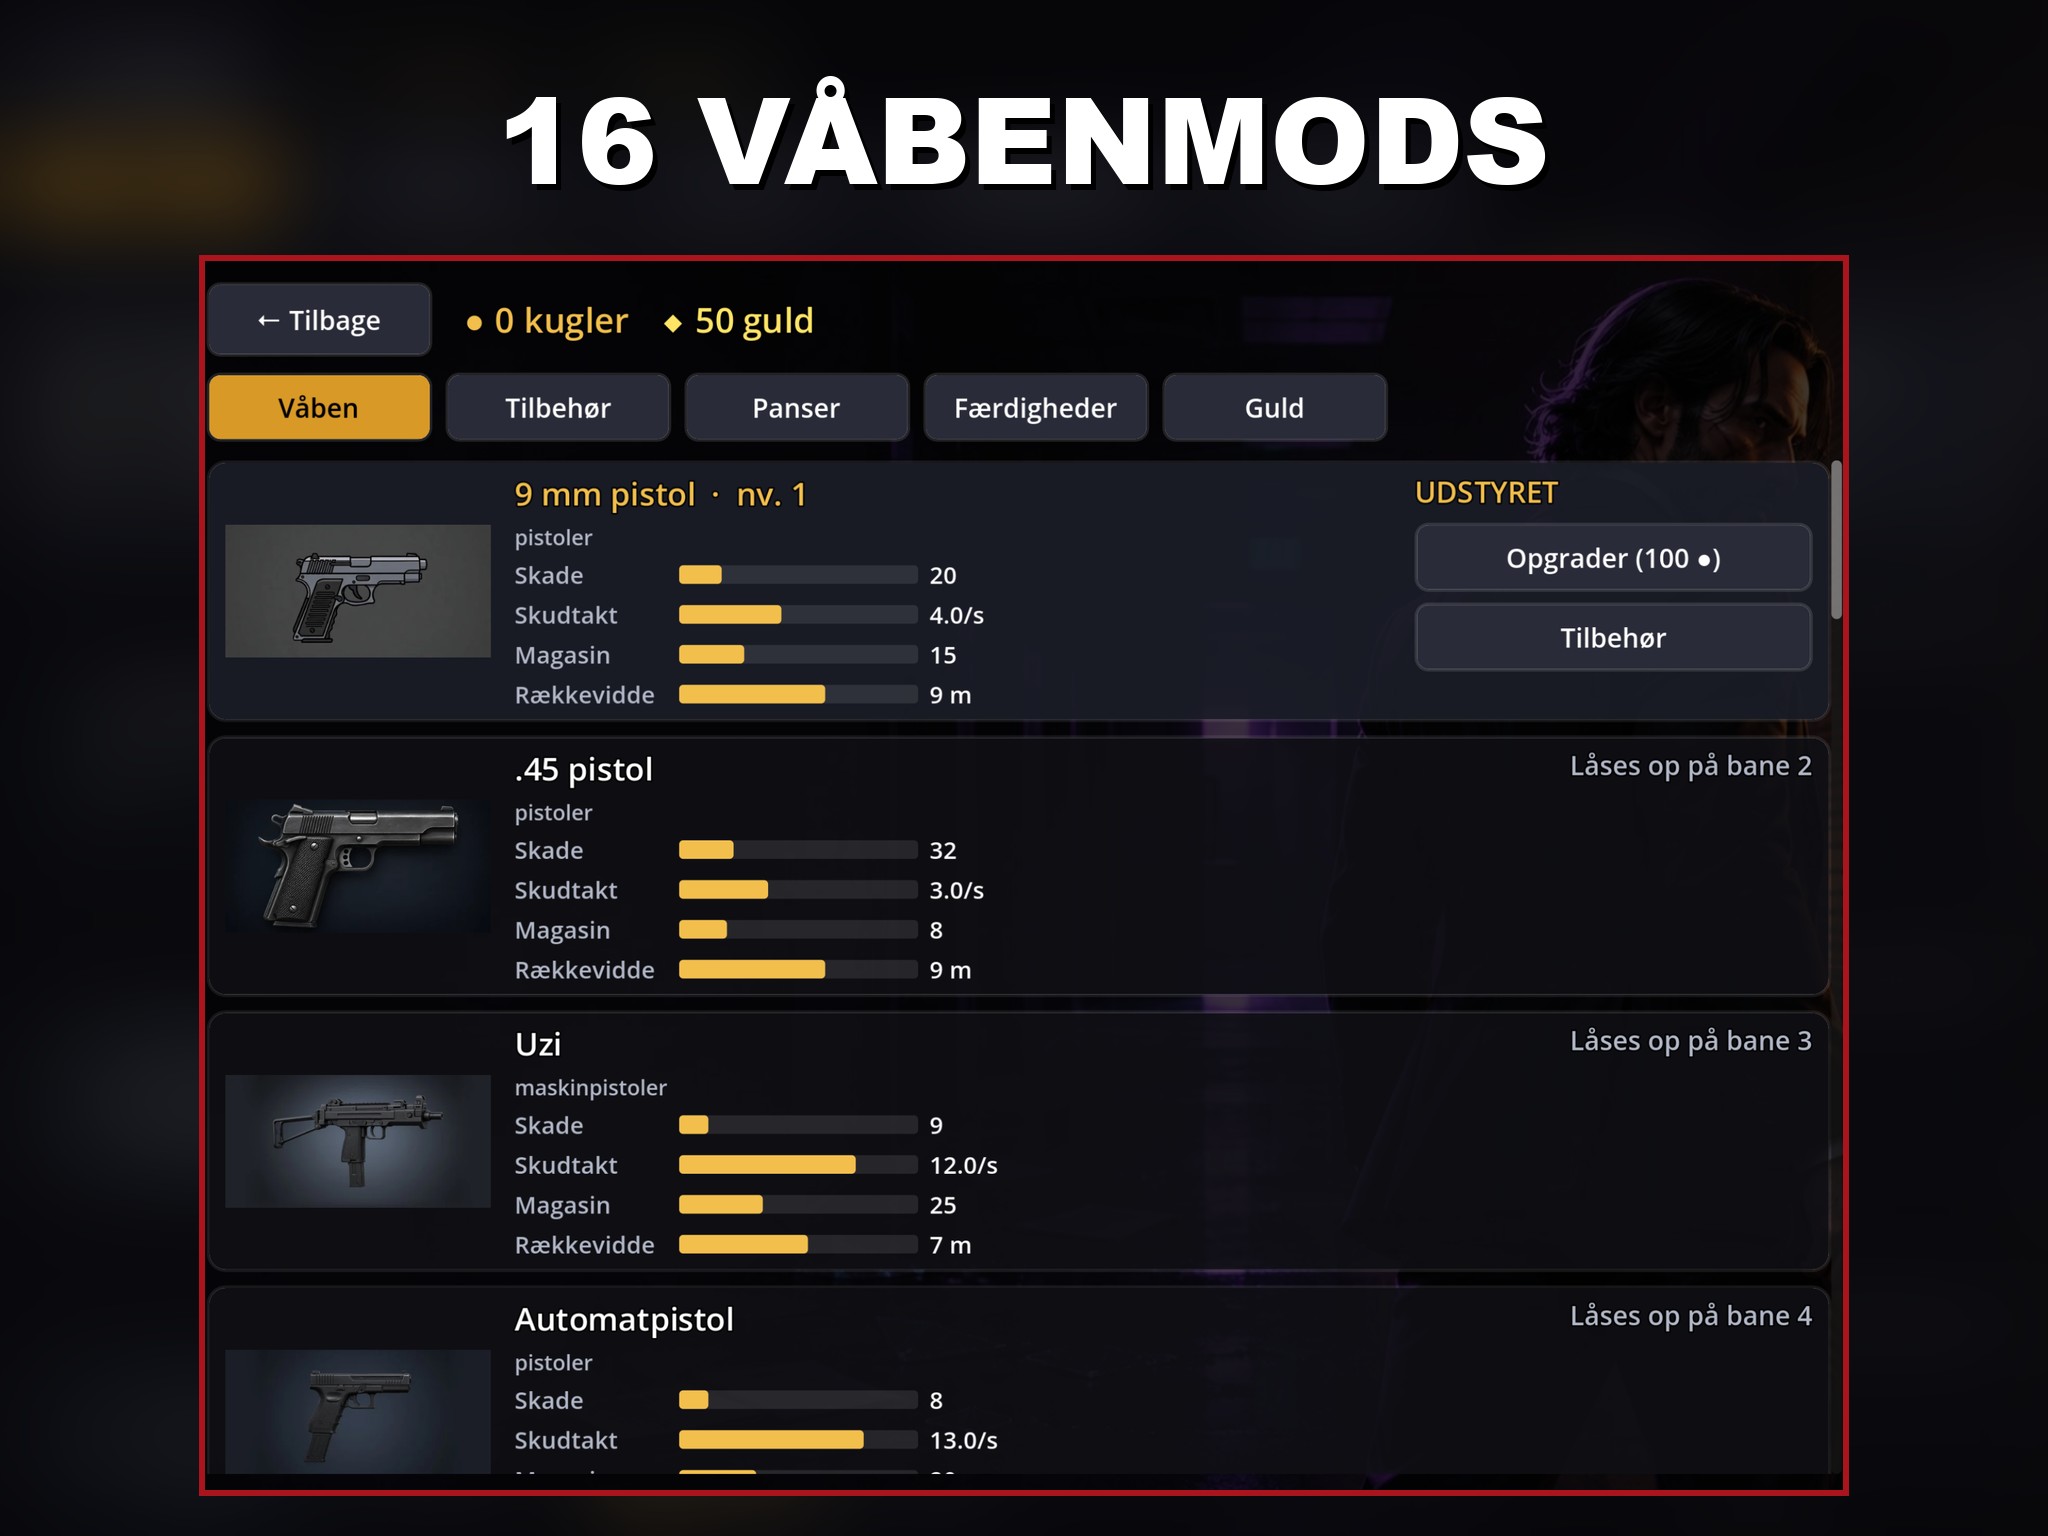 16 VÅBENMODS
← Tilbage ● 0 kugler ◆ 50 guld
Våben Tilbehør Panser Færdigheder Guld
9 mm pistol · nv. 1 UDSTYRET
pistoler
Opgrader (100 ●)
Skade 20
Skudtakt 4.0/s
Tilbehør
Magasin 15
Rækkevidde 9 m
.45 pistol Låses op på bane 2
pistoler
Skade 32
Skudtakt 3.0/s
Magasin 8
Rækkevidde 9 m
Uzi Låses op på bane 3
maskinpistoler
Skade 9
Skudtakt 12.0/s
Magasin 25
Rækkevidde 7 m
Automatpistol Låses op på bane 4
pistoler
Skade 8
Skudtakt 13.0/s